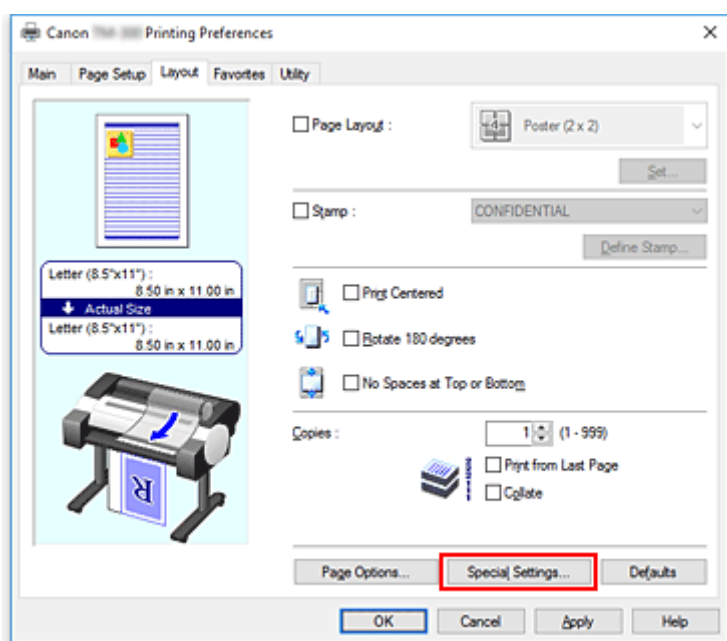 Canon Printing Preferences
Main Page Setup Layout Favorites Utility
Page Layout : 4 Poster (2 x 2)
Set...
Stamp : CONFIDENTIAL
Define Stamp...
Letter (8.5"x11") :
8.50 in x 11.00 in
Actual Size
Letter (8.5"x11") :
8.50 in x 11.00 in
Print Centered
Rotate 180 degrees
No Spaces at Top or Bottom
Copies : 1 (1 - 999)
Print from Last Page
Collate
R
Page Options... Special Settings... Defaults
OK Cancel Apply Help